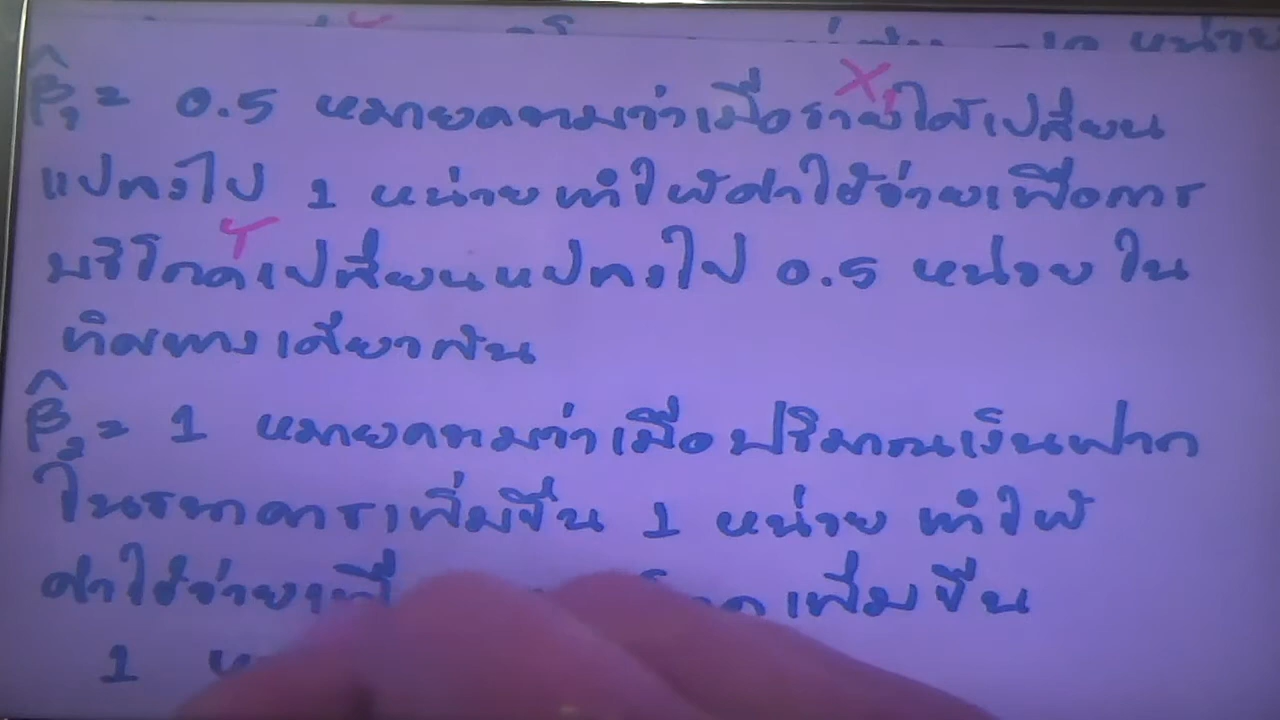 หน่วย
X₁
β̂₁ = 0.5 หมายความว่าเมื่อรายได้เปลี่ยน
แปลงไป 1 หน่วย ทำให้ค่าใช้จ่ายเพื่อการ
Y
บริโภคเปลี่ยนแปลงไป 0.5 หน่วย ใน
ทิศทางเดียวกัน
β̂₂ = 1 หมายความว่าเมื่อปริมาณเงินฝาก
ในธนาคารเพิ่มขึ้น 1 หน่วย ทำให้
ค่าใช้จ่าย เพิ่มขึ้น
1